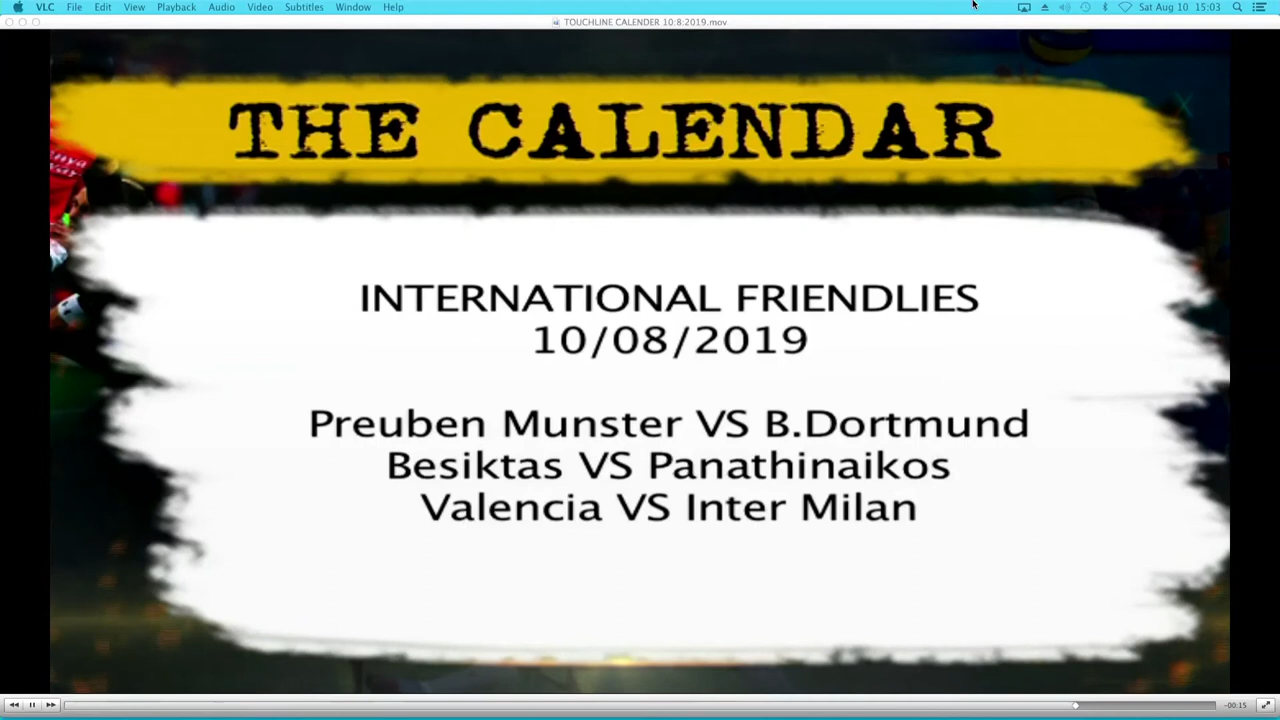 VLC File Edit View Playback Audio Video Subtitles Window Help Sat Aug 10 15:03
TOUCHLINE CALENDER 10:8:2019.mov
THE CALENDAR
INTERNATIONAL FRIENDLIES
10/08/2019
Preuben Munster VS B.Dortmund
Besiktas VS Panathinaikos
Valencia VS Inter Milan
-00:15